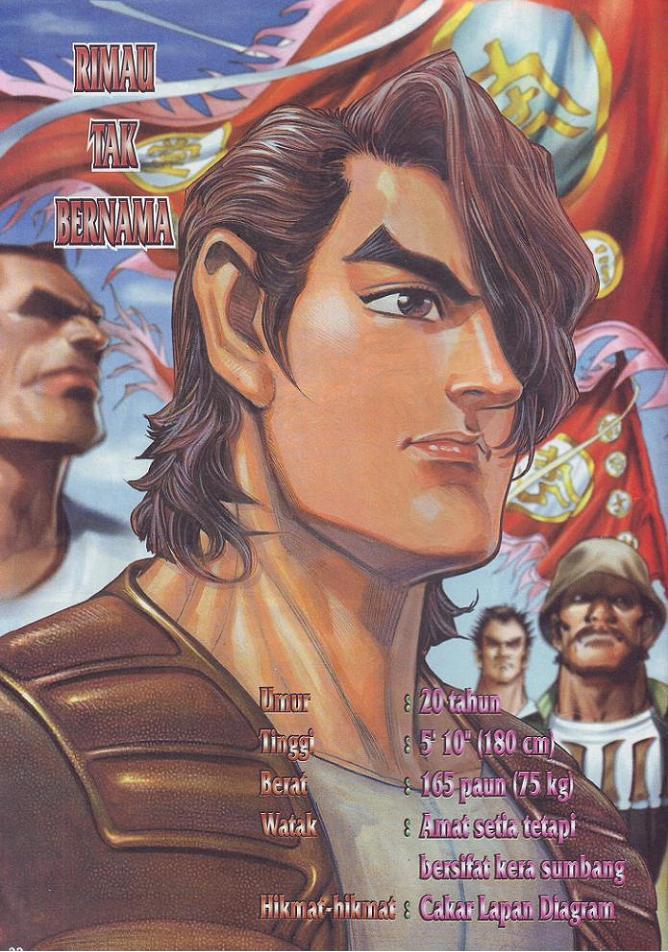 RIMAU
TAK
BERNAMA
Umur : 20 tahun
Tinggi : 5' 10" (180 cm)
Berat : 165 paun (75 kg)
Watak : Amat setia tetapi
bersifat kera sumbang
Hikmat-hikmat : Cakar Lapan Diagram